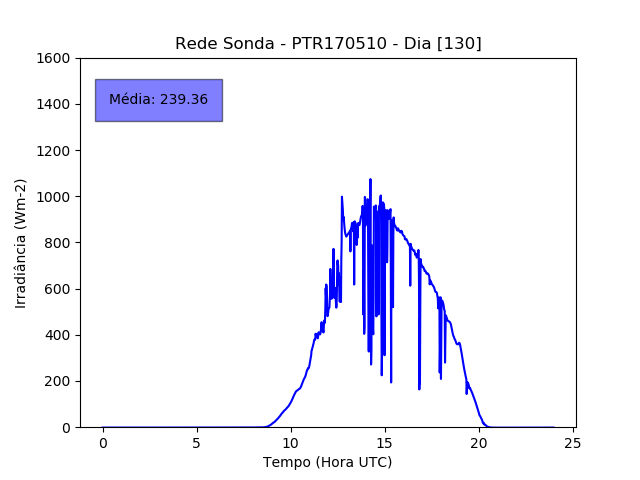 Rede Sonda - PTR170510 - Dia [130]
1600
1400
1200
1000
800
600
400
200
0
Média: 239.36
Irradiância (Wm-2)
0 5 10 15 20 25
Tempo (Hora UTC)